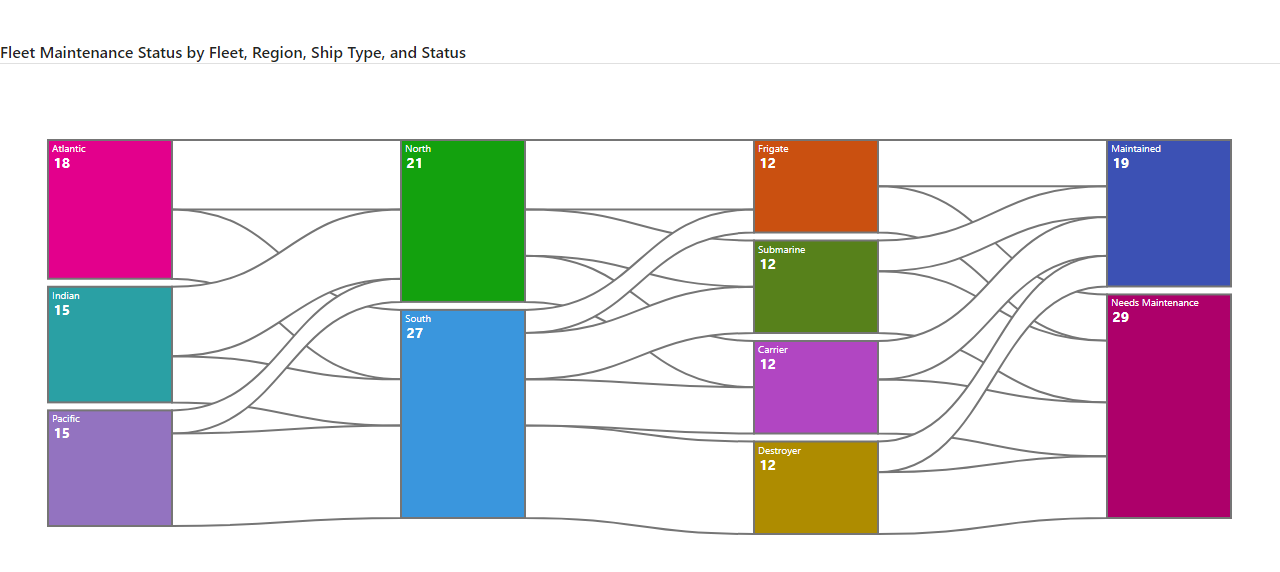 Fleet Maintenance Status by Fleet, Region, Ship Type, and Status
Atlantic
18
Indian
15
Pacific
15
North
21
South
27
Frigate
12
Submarine
12
Carrier
12
Destroyer
12
Maintained
19
Needs Maintenance
29